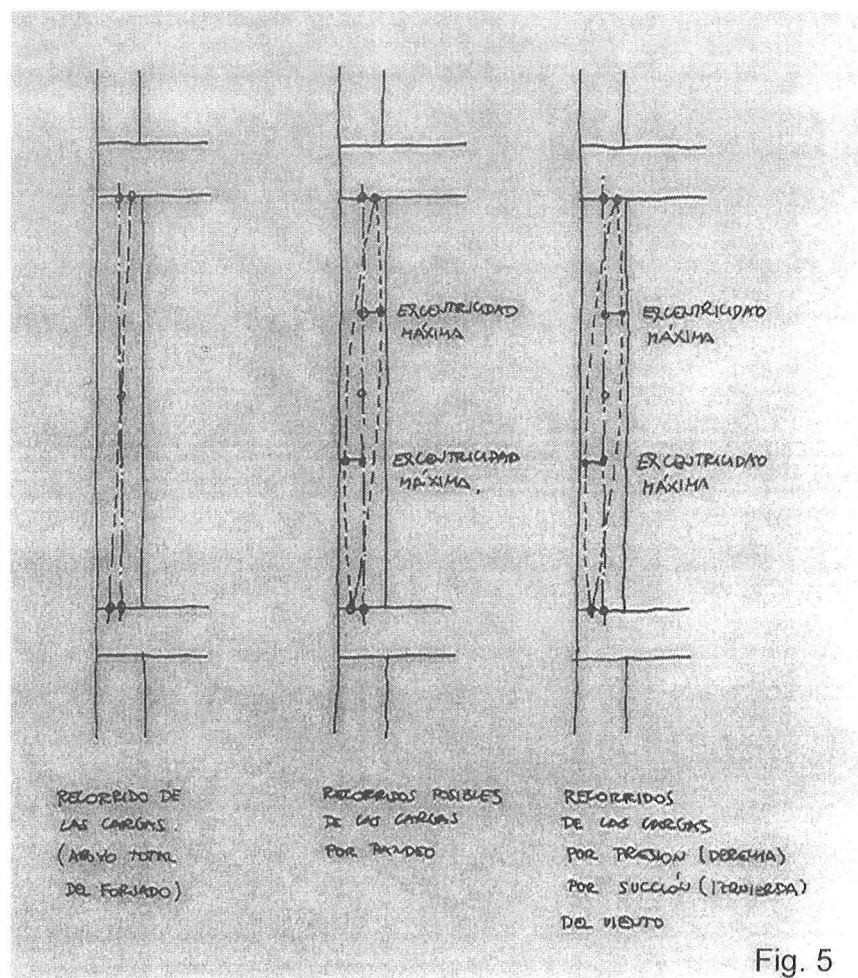 EXCENTRICIDAD
MÁXIMA
EXCENTRICIDAD
MÁXIMA.
EXCENTRICIDAD
MÁXIMA
EXCENTRICIDAD
MÁXIMA
RECORRIDO DE
LAS CARGAS.
(APOYO TOTAL
DEL FORJADO)
RECORRIDOS POSIBLES
DE LAS CARGAS
POR PANDEO
RECORRIDOS
DE LAS CARGAS
POR PRESIÓN (DERECHA)
POR SUCCIÓN (IZQUIERDA)
DEL VIENTO
Fig. 5